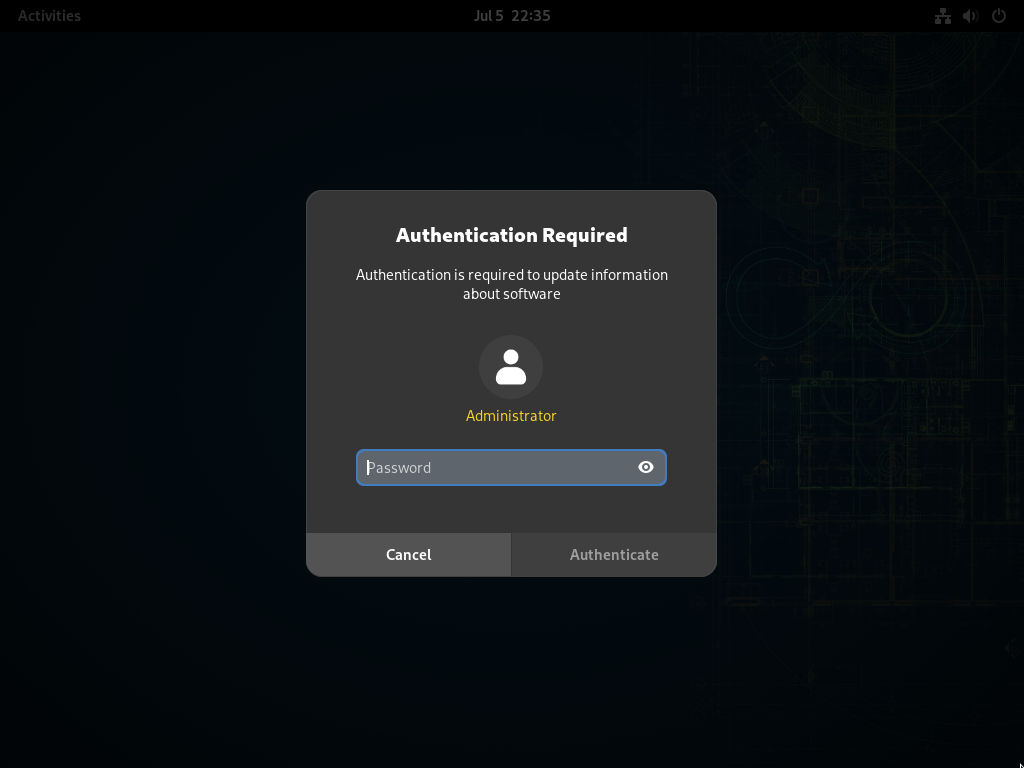 Activities
Jul 5 22:35
Authentication Required
Authentication is required to update information
about software
Administrator
Password
Cancel
Authenticate